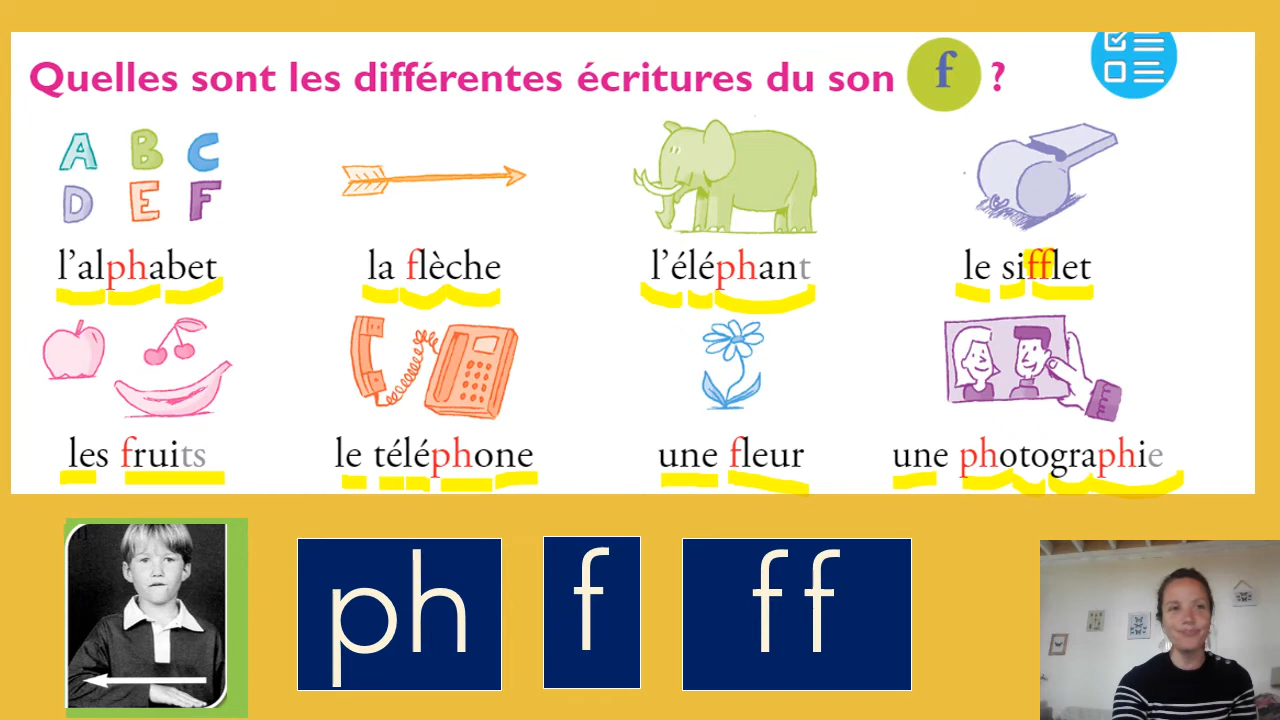 Quelles sont les différentes écritures du son f ?
A B C
D E F
l'alphabet la flèche l'éléphant le sifflet
les fruits le téléphone une fleur une photographie
ph f ff